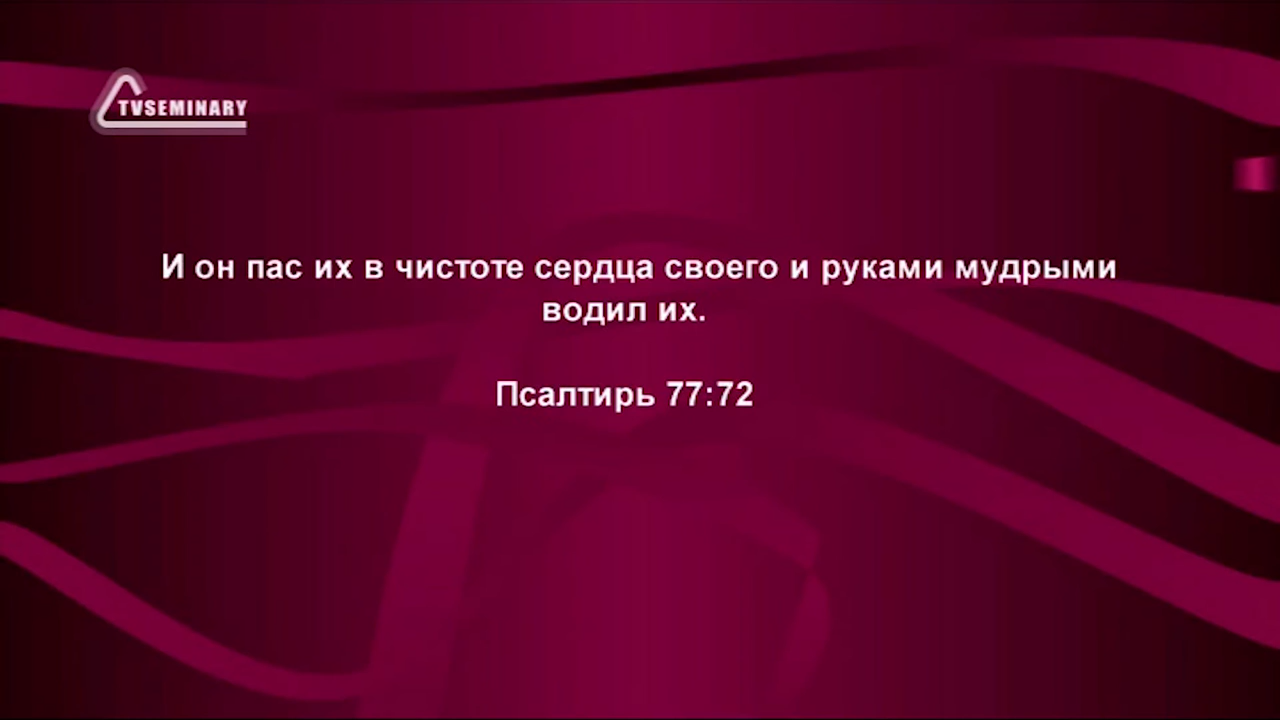 TVSEMINARY
И он пас их в чистоте сердца своего и руками мудрыми
водил их.
Псалтирь 77:72